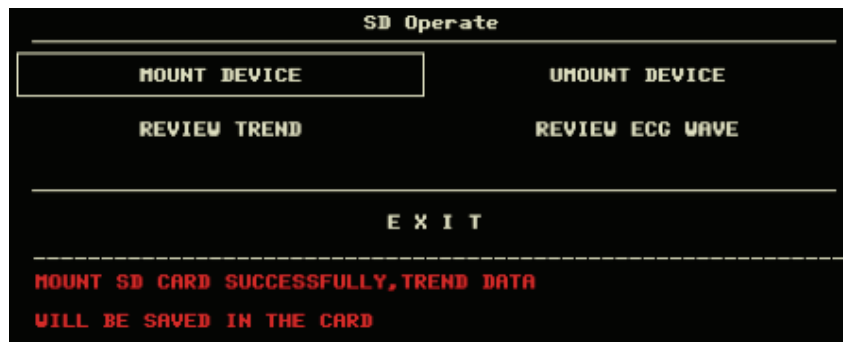 SD Operate
MOUNT DEVICE UMOUNT DEVICE
REVIEW TREND REVIEW ECG WAVE
E X I T
MOUNT SD CARD SUCCESSFULLY,TREND DATA
WILL BE SAVED IN THE CARD